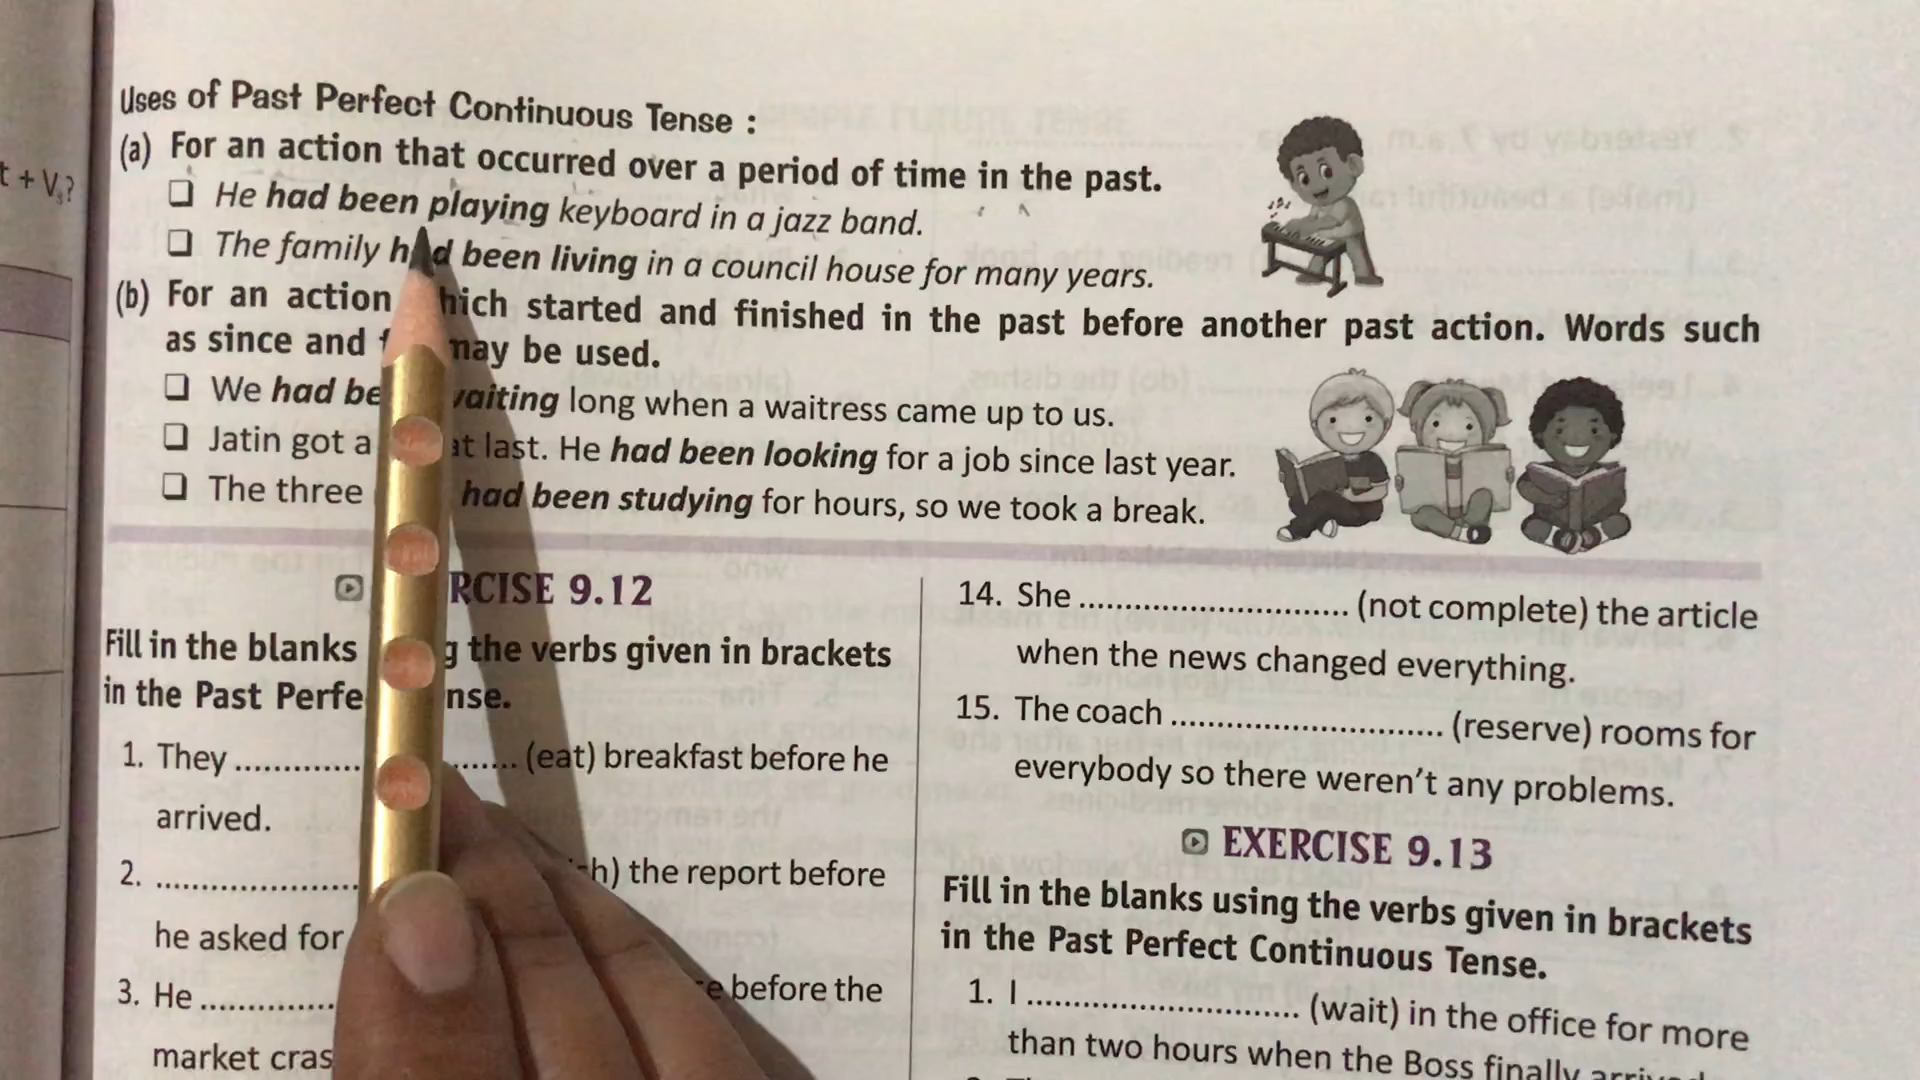 t + V₃?
Uses of Past Perfect Continuous Tense :
(a) For an action that occurred over a period of time in the past.
❑ He had been playing keyboard in a jazz band.
❑ The family had been living in a council house for many years.
(b) For an action which started and finished in the past before another past action. Words such
as since and may be used.
❑ We had waiting long when a waitress came up to us.
❑ Jatin got a at last. He had been looking for a job since last year.
❑ The three had been studying for hours, so we took a break.
EXERCISE 9.12
Fill in the blanks the verbs given in brackets
in the Past Perfect Tense.
1. They .............. (eat) breakfast before he
arrived.
2. .............. the report before
he asked for
3. He .............. before the
market
14. She .............. (not complete) the article
when the news changed everything.
15. The coach .............. (reserve) rooms for
everybody so there weren't any problems.
EXERCISE 9.13
Fill in the blanks using the verbs given in brackets
in the Past Perfect Continuous Tense.
1. I .............. (wait) in the office for more
than two hours when the Boss finally